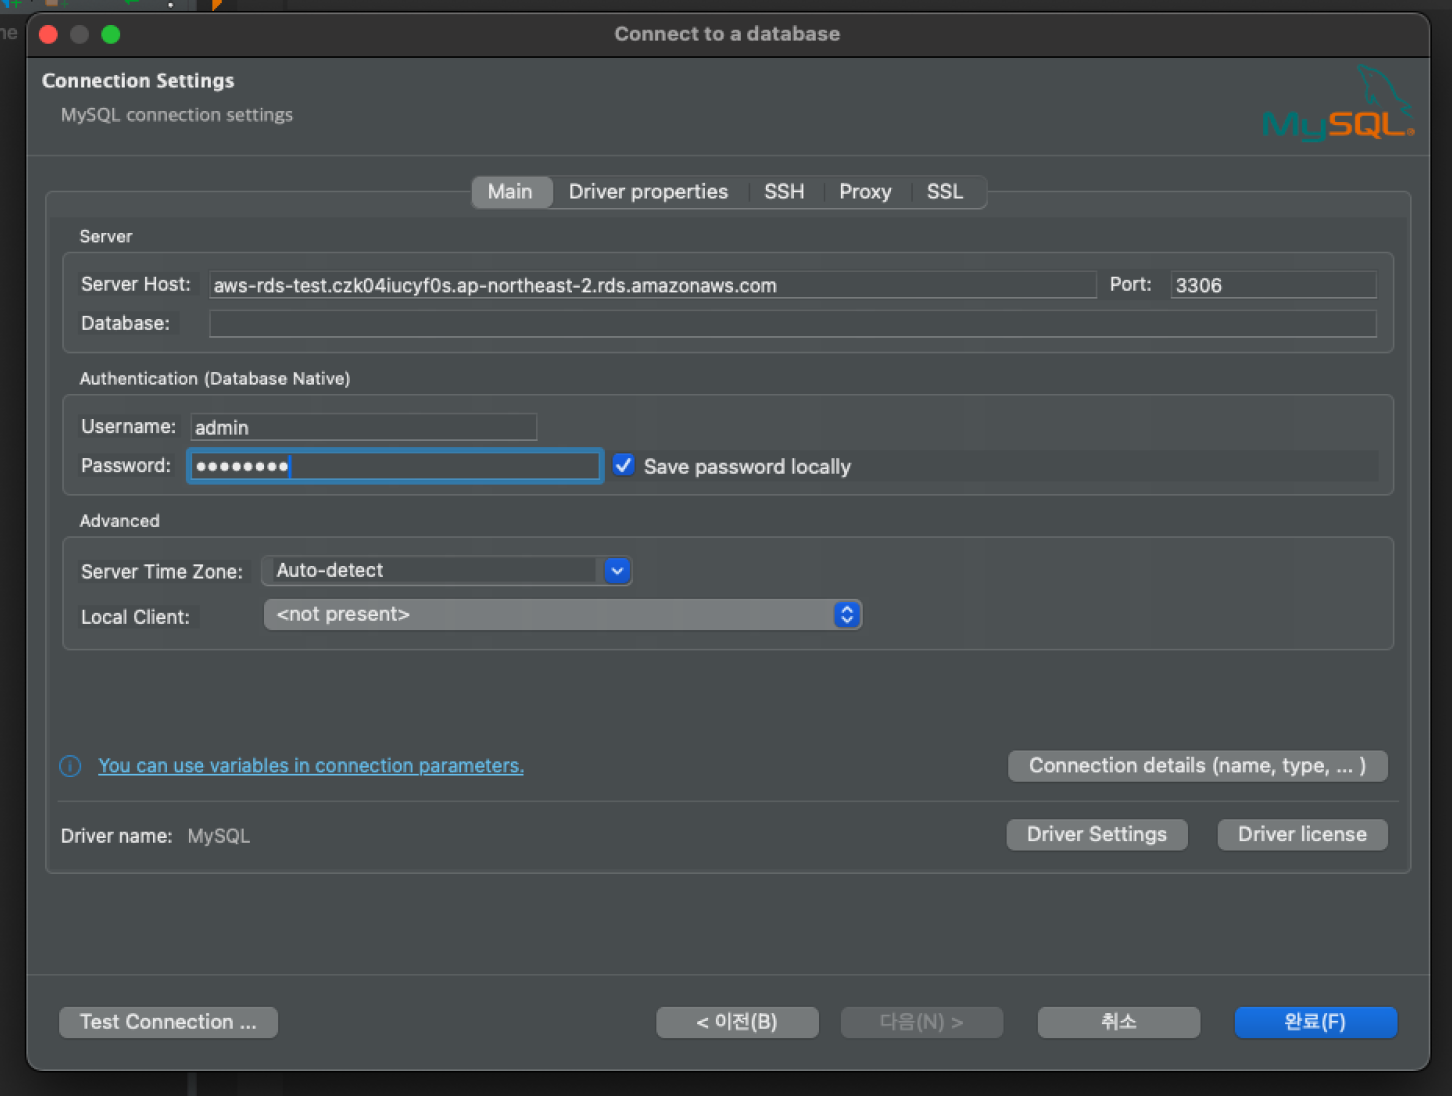 ne
Connect to a database
Connection Settings
MySQL connection settings
MySQL®
Main Driver properties SSH Proxy SSL
Server
Server Host: aws-rds-test.czk04iucyf0s.ap-northeast-2.rds.amazonaws.com Port: 3306
Database:
Authentication (Database Native)
Username: admin
Password: •••••••• Save password locally
Advanced
Server Time Zone: Auto-detect
Local Client: <not present>
You can use variables in connection parameters. Connection details (name, type, ... )
Driver name: MySQL Driver Settings Driver license
Test Connection ... < 이전(B) 다음(N) > 취소 완료(F)